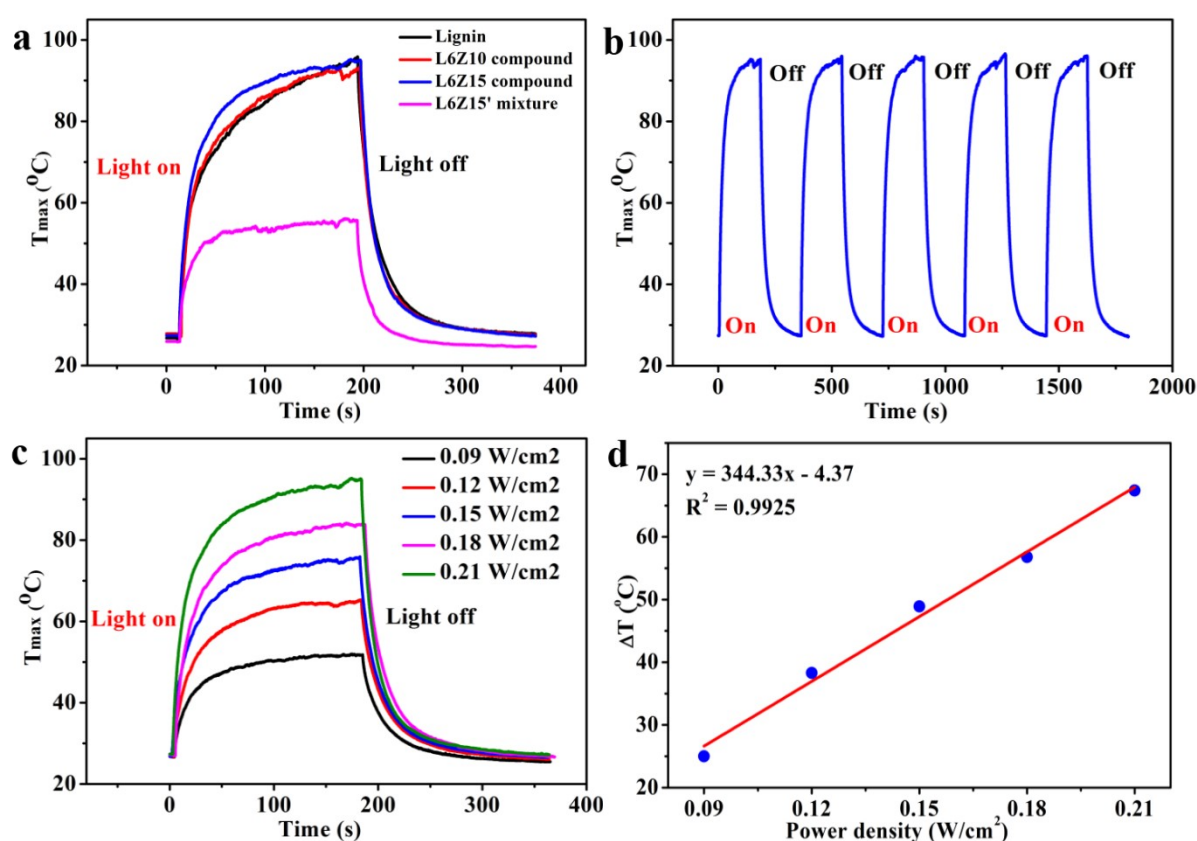 a
100
80
60
40
20
Tmax (°C)
Lignin
L6Z10 compound
L6Z15 compound
L6Z15' mixture
Light on
Light off
0 100 200 300 400
Time (s)
b
100
80
60
40
20
Tmax (°C)
Off Off Off Off Off
On On On On On
0 500 1000 1500 2000
Time (s)
c
100
80
60
40
20
Tmax (°C)
0.09 W/cm2
0.12 W/cm2
0.15 W/cm2
0.18 W/cm2
0.21 W/cm2
Light on
Light off
0 100 200 300 400
Time (s)
d
70
60
50
40
30
20
ΔT (°C)
y = 344.33x - 4.37
R² = 0.9925
0.09 0.12 0.15 0.18 0.21
Power density (W/cm²)